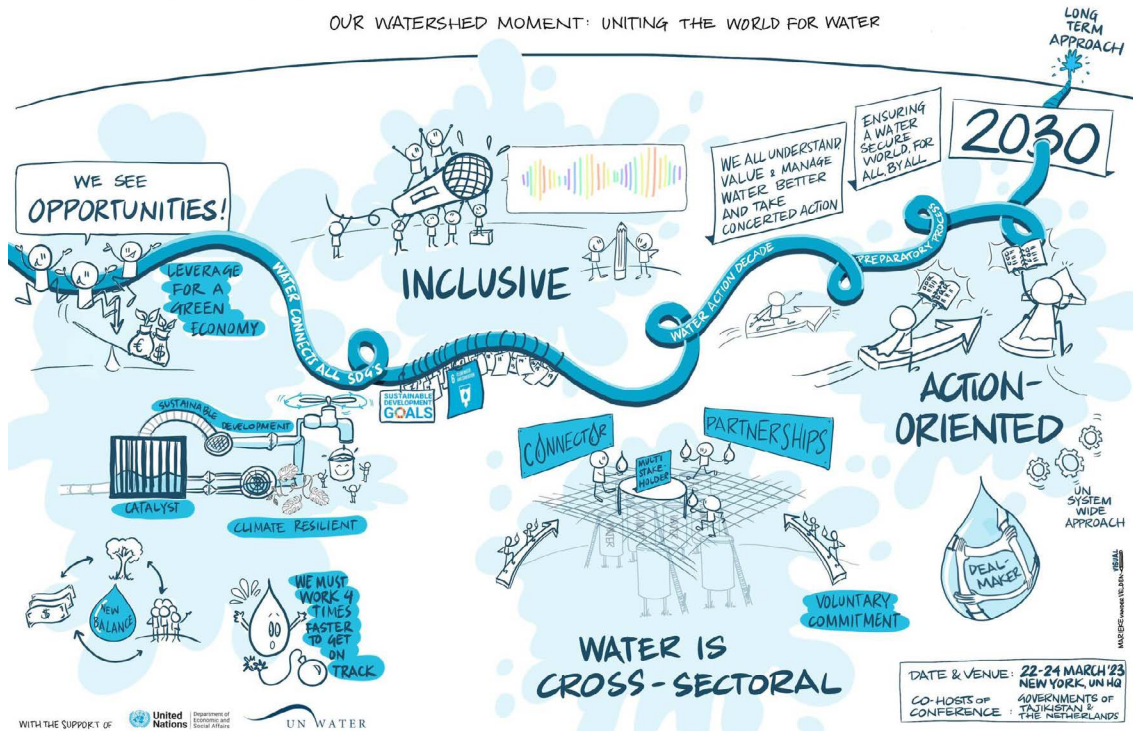 OUR WATERSHED MOMENT: UNITING THE WORLD FOR WATER
LONG
TERM
APPROACH
2030
ENSURING
A WATER
SECURE
WORLD, FOR
ALL, BY ALL
WE ALL UNDERSTAND
VALUE & MANAGE
WATER BETTER
AND TAKE
CONCERTED ACTION
WE SEE
OPPORTUNITIES!
LEVERAGE
FOR A
GREEN
ECONOMY
€ $
WATER CONNECTS ALL SDGS
INCLUSIVE
WATER ACTION DECADE
PREPARATORY PROCESS
SUSTAINABLE
DEVELOPMENT
GOALS
6
ACTION-
ORIENTED
SUSTAINABLE
DEVELOPMENT
CATALYST
CLIMATE RESILIENT
CONNECTOR
PARTNERSHIPS
MULTI
STAKE-
HOLDER
WATER
UN
SYSTEM
WIDE
APPROACH
DEAL-
MAKER
VOLUNTARY
COMMITMENT
NEW
BALANCE
$
WE MUST
WORK 4
TIMES
FASTER
TO GET
ON
TRACK
WATER IS
CROSS-SECTORAL
DATE & VENUE: 22-24 MARCH '23
NEW YORK, UN HQ
CO-HOSTS OF
CONFERENCE : GOVERNMENTS OF
TAJIKISTAN &
THE NETHERLANDS
WITH THE SUPPORT OF
United
Nations
Department of
Economic and
Social Affairs
UN WATER